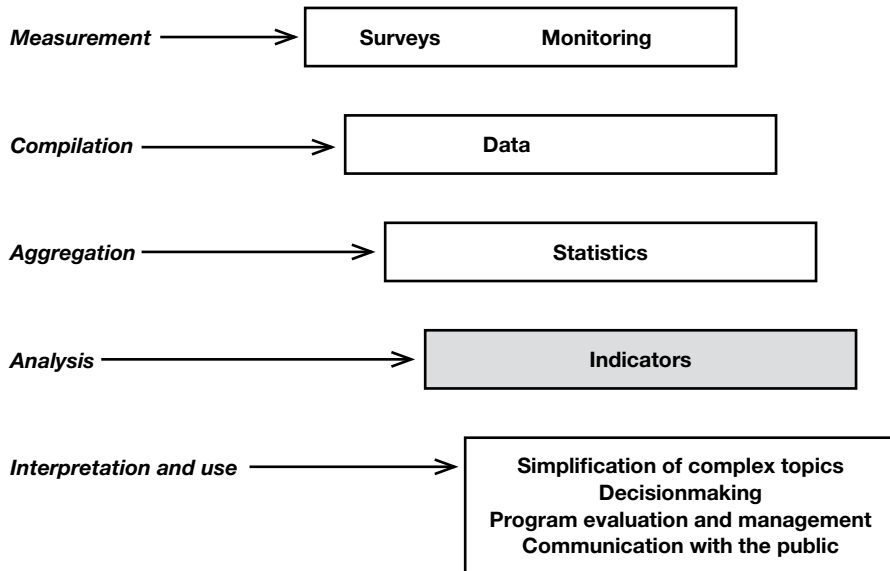 Measurement Surveys Monitoring
Compilation Data
Aggregation Statistics
Analysis Indicators
Interpretation and use Simplification of complex topics
Decisionmaking
Program evaluation and management
Communication with the public